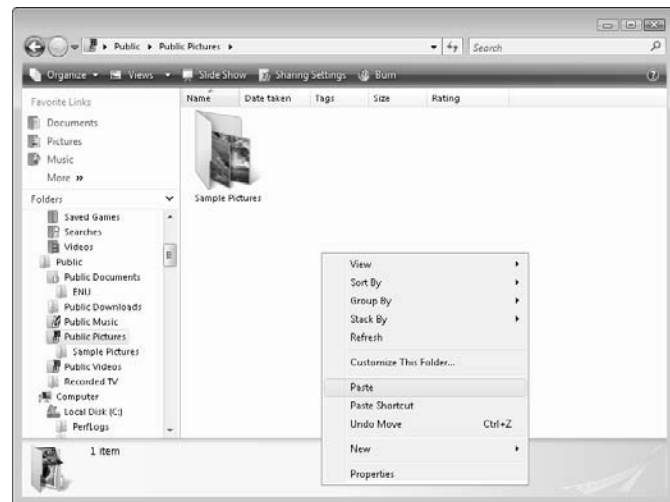 Public Public Pictures
Search
Organize Views Slide Show Sharing Settings Burn
Favorite Links
Documents
Pictures
Music
More »
Folders
Saved Games
Searches
Videos
Public
Public Documents
ENU
Public Downloads
Public Music
Public Pictures
Sample Pictures
Public Videos
Recorded TV
Computer
Local Disk (C:)
PerfLogs
Name Date taken Tags Size Rating
Sample Pictures
View
Sort By
Group By
Stack By
Refresh
Customize This Folder...
Paste
Paste Shortcut
Undo Move Ctrl+Z
New
Properties
1 item